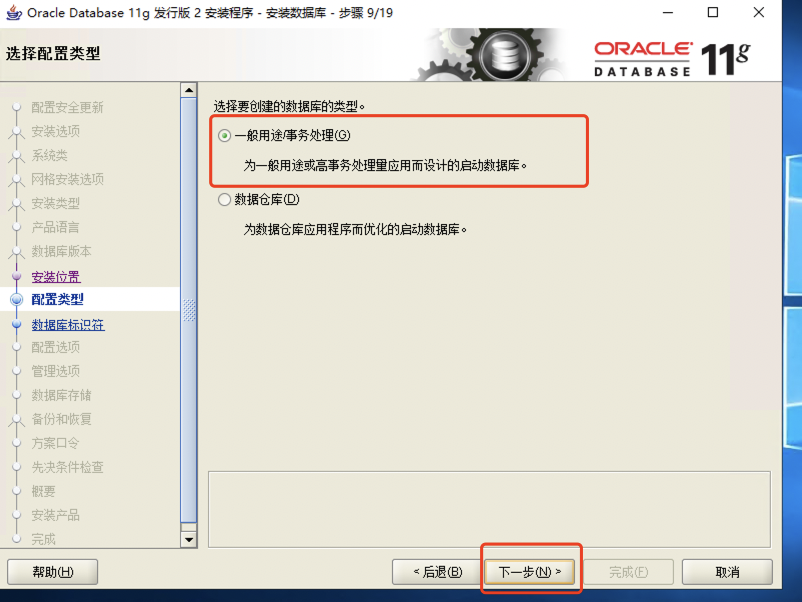 Oracle Database 11g 发行版 2 安装程序 - 安装数据库 - 步骤 9/19
选择配置类型
ORACLE
DATABASE
11g
配置安全更新
安装选项
系统类
网格安装选项
安装类型
产品语言
数据库版本
安装位置
配置类型
数据库标识符
配置选项
管理选项
数据库存储
备份和恢复
方案口令
先决条件检查
概要
安装产品
完成
选择要创建的数据库的类型。
一般用途/事务处理(G)
为一般用途或高事务处理量应用而设计的启动数据库。
数据仓库(D)
为数据仓库应用程序而优化的启动数据库。
帮助(H)
< 后退(B)
下一步(N) >
完成(F)
取消